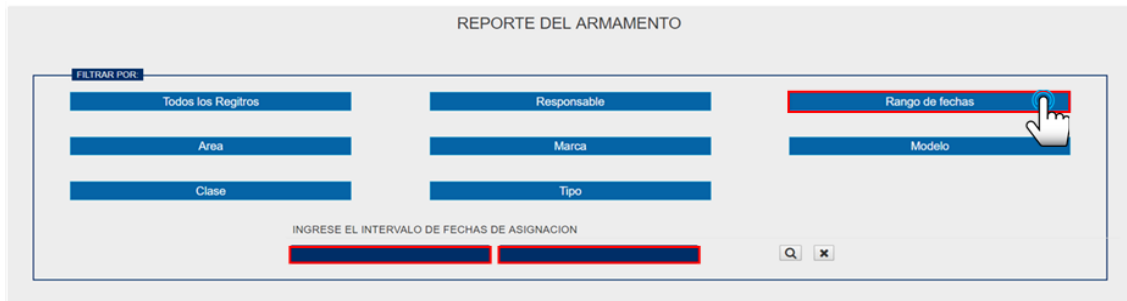 REPORTE DEL ARMAMENTO
FILTRAR POR:
Todos los Regitros Responsable Rango de fechas
Area Marca Modelo
Clase Tipo
INGRESE EL INTERVALO DE FECHAS DE ASIGNACION